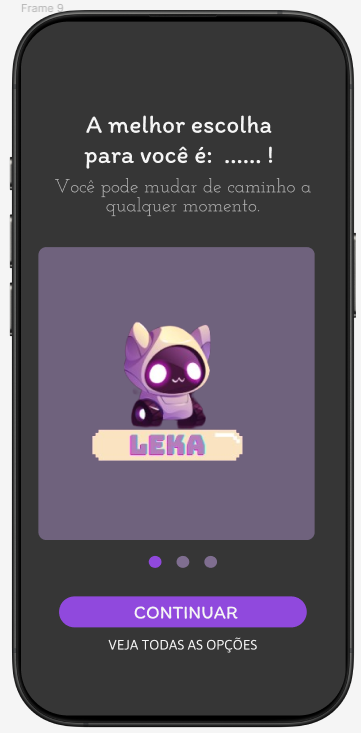 Frame 9
A melhor escolha
para você é: ...... !
Você pode mudar de caminho a
qualquer momento.
LEKA
CONTINUAR
VEJA TODAS AS OPÇÕES